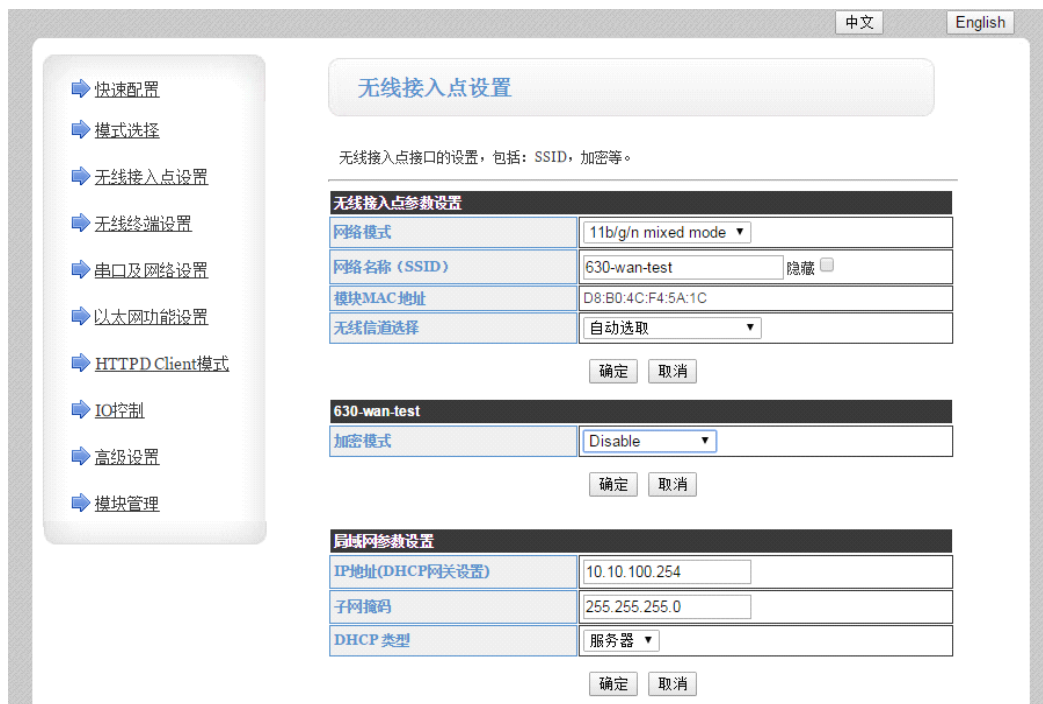 中文 English
快速配置
模式选择
无线接入点设置
无线终端设置
串口及网络设置
以太网功能设置
HTTPD Client模式
IO控制
高级设置
模块管理
无线接入点设置
无线接入点接口的设置，包括：SSID，加密等。
无线接入点参数设置
网络模式 11b/g/n mixed mode
网络名称（SSID） 630-wan-test 隐藏
模块MAC地址 D8:B0:4C:F4:5A:1C
无线信道选择 自动选取
确定 取消
630-wan-test
加密模式 Disable
确定 取消
局域网参数设置
IP地址(DHCP网关设置) 10.10.100.254
子网掩码 255.255.255.0
DHCP 类型 服务器
确定 取消